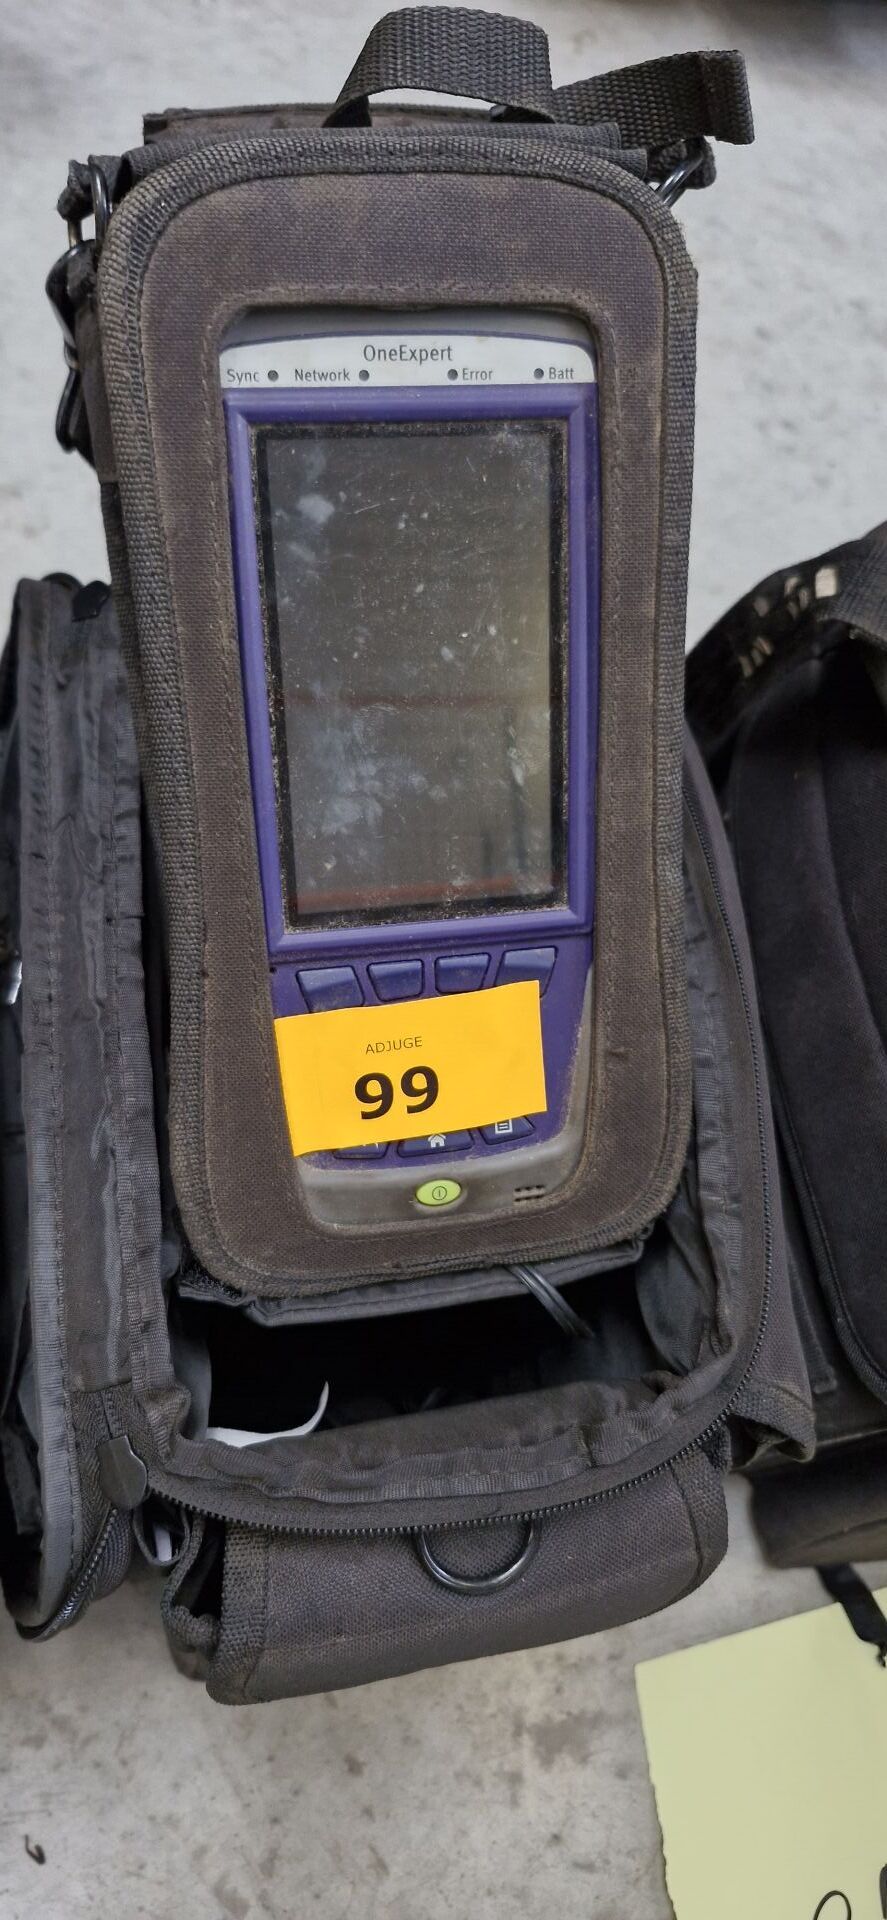 OneExpert
Sync Network Error Batt
ADJUGE
99